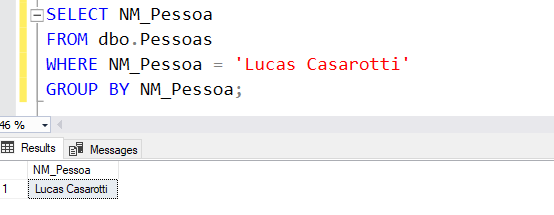 SELECT NM_Pessoa
FROM dbo.Pessoas
WHERE NM_Pessoa = 'Lucas Casarotti'
GROUP BY NM_Pessoa;
46 %
Results Messages
NM_Pessoa
1 Lucas Casarotti